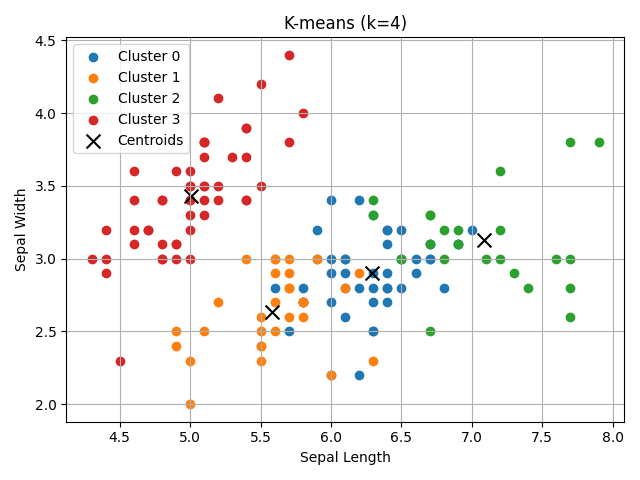 K-means (k=4)
Cluster 0
Cluster 1
Cluster 2
Cluster 3
Centroids
Sepal Width
4.5
4.0
3.5
3.0
2.5
2.0
4.5 5.0 5.5 6.0 6.5 7.0 7.5 8.0
Sepal Length